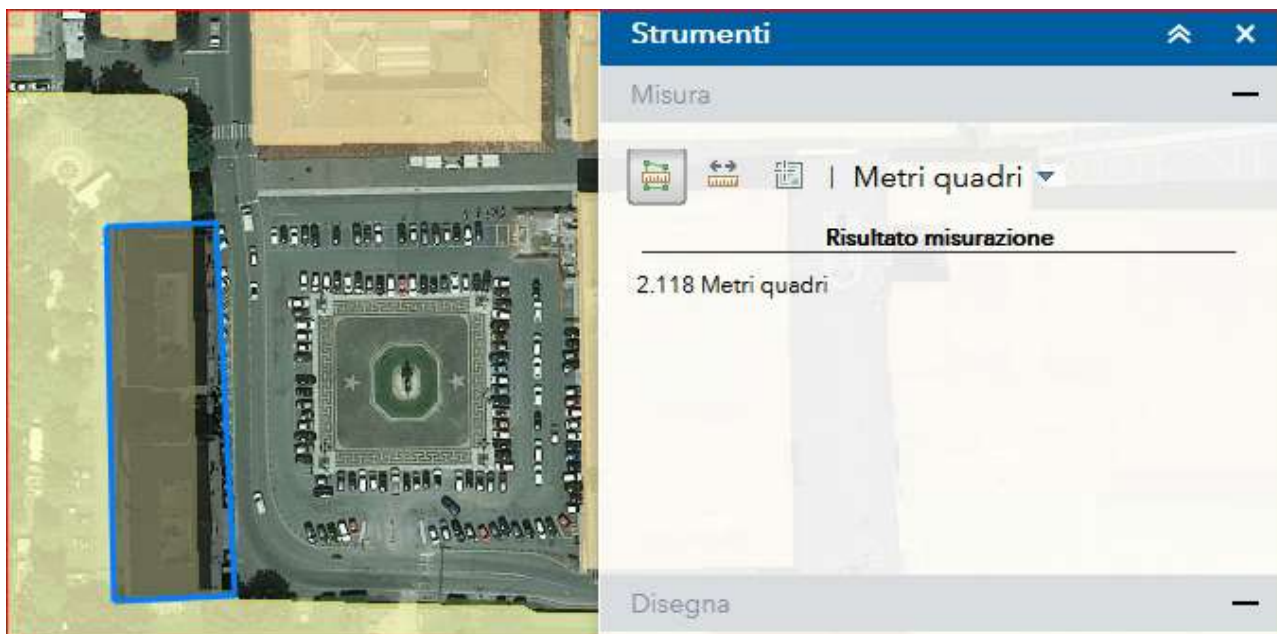 Strumenti
Misura
| Metri quadri
Risultato misurazione
2.118 Metri quadri
Disegna